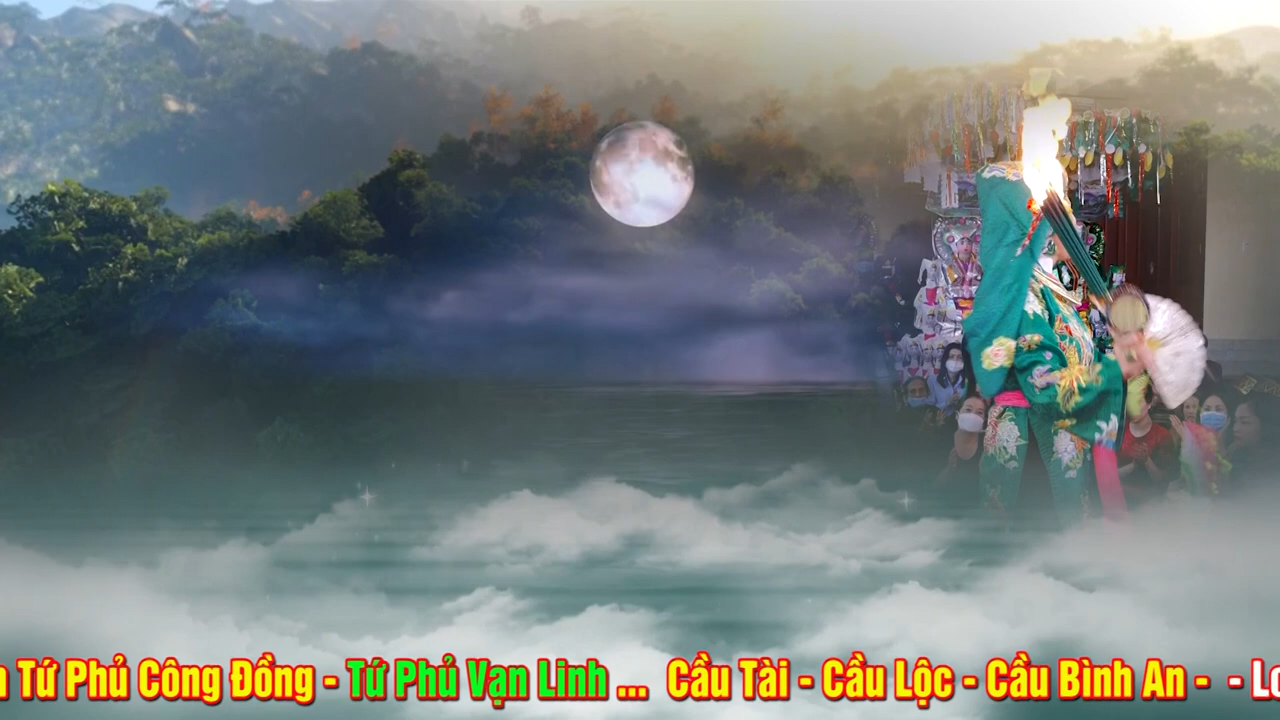 Tứ Phủ Công Đồng - Tứ Phủ Vạn Linh ... Cầu Tài - Cầu Lộc - Cầu Bình An - -